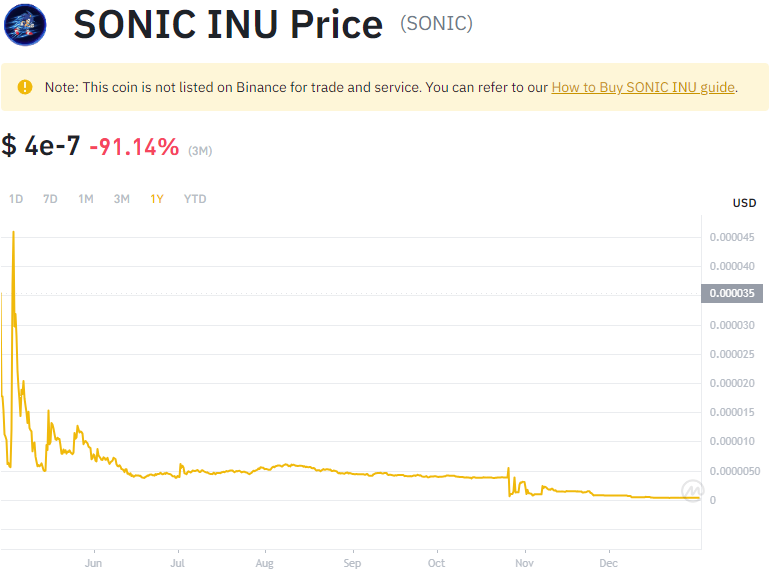 SONIC INU Price (SONIC)
Note: This coin is not listed on Binance for trade and service. You can refer to our How to Buy SONIC INU guide.
$ 4e-7 -91.14% (3M)
1D 7D 1M 3M 1Y YTD
USD
0.000045
0.000040
0.000035
0.000030
0.000025
0.000020
0.000015
0.000010
0.0000050
0
Jun Jul Aug Sep Oct Nov Dec